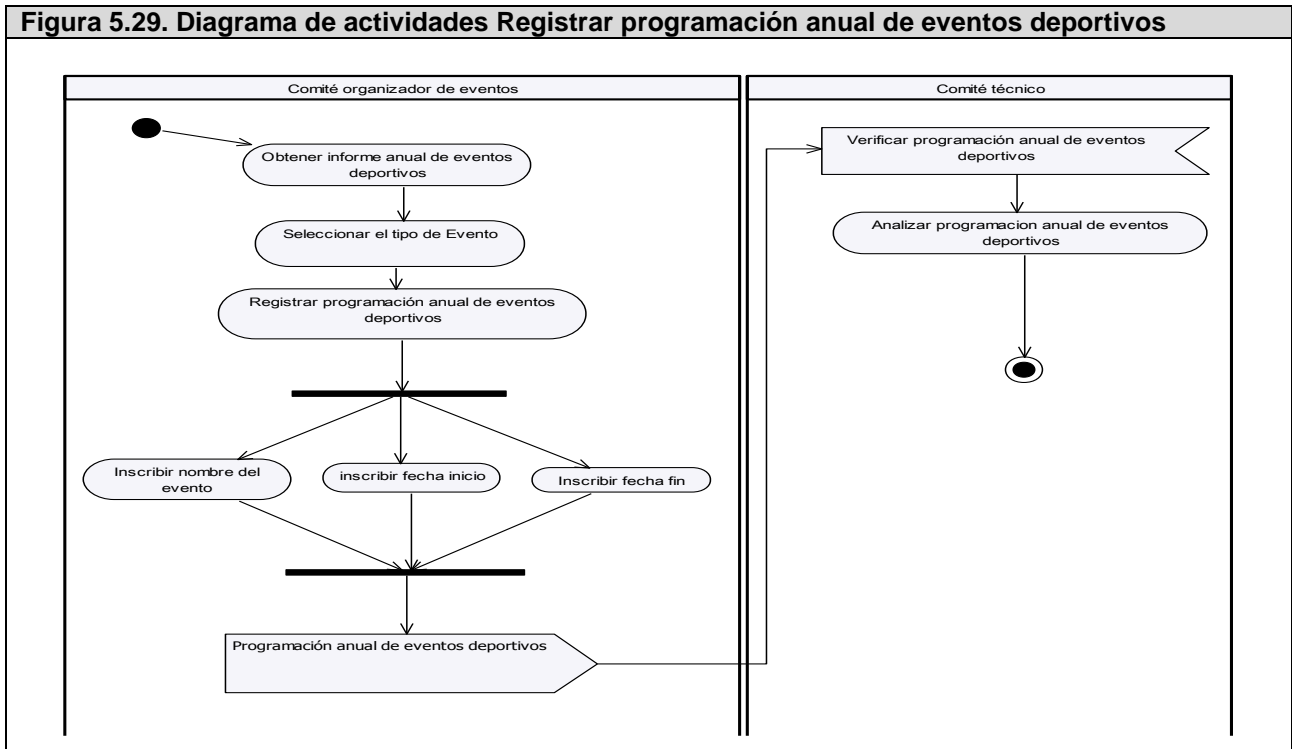 Figura 5.29. Diagrama de actividades Registrar programación anual de eventos deportivos
Comité organizador de eventos
Obtener informe anual de eventos
deportivos
Seleccionar el tipo de Evento
Registrar programación anual de eventos
deportivos
Inscribir nombre del
evento
inscribir fecha inicio
Inscribir fecha fin
Programación anual de eventos deportivos
Comité técnico
Verificar programación anual de eventos
deportivos
Analizar programacion anual de eventos
deportivos